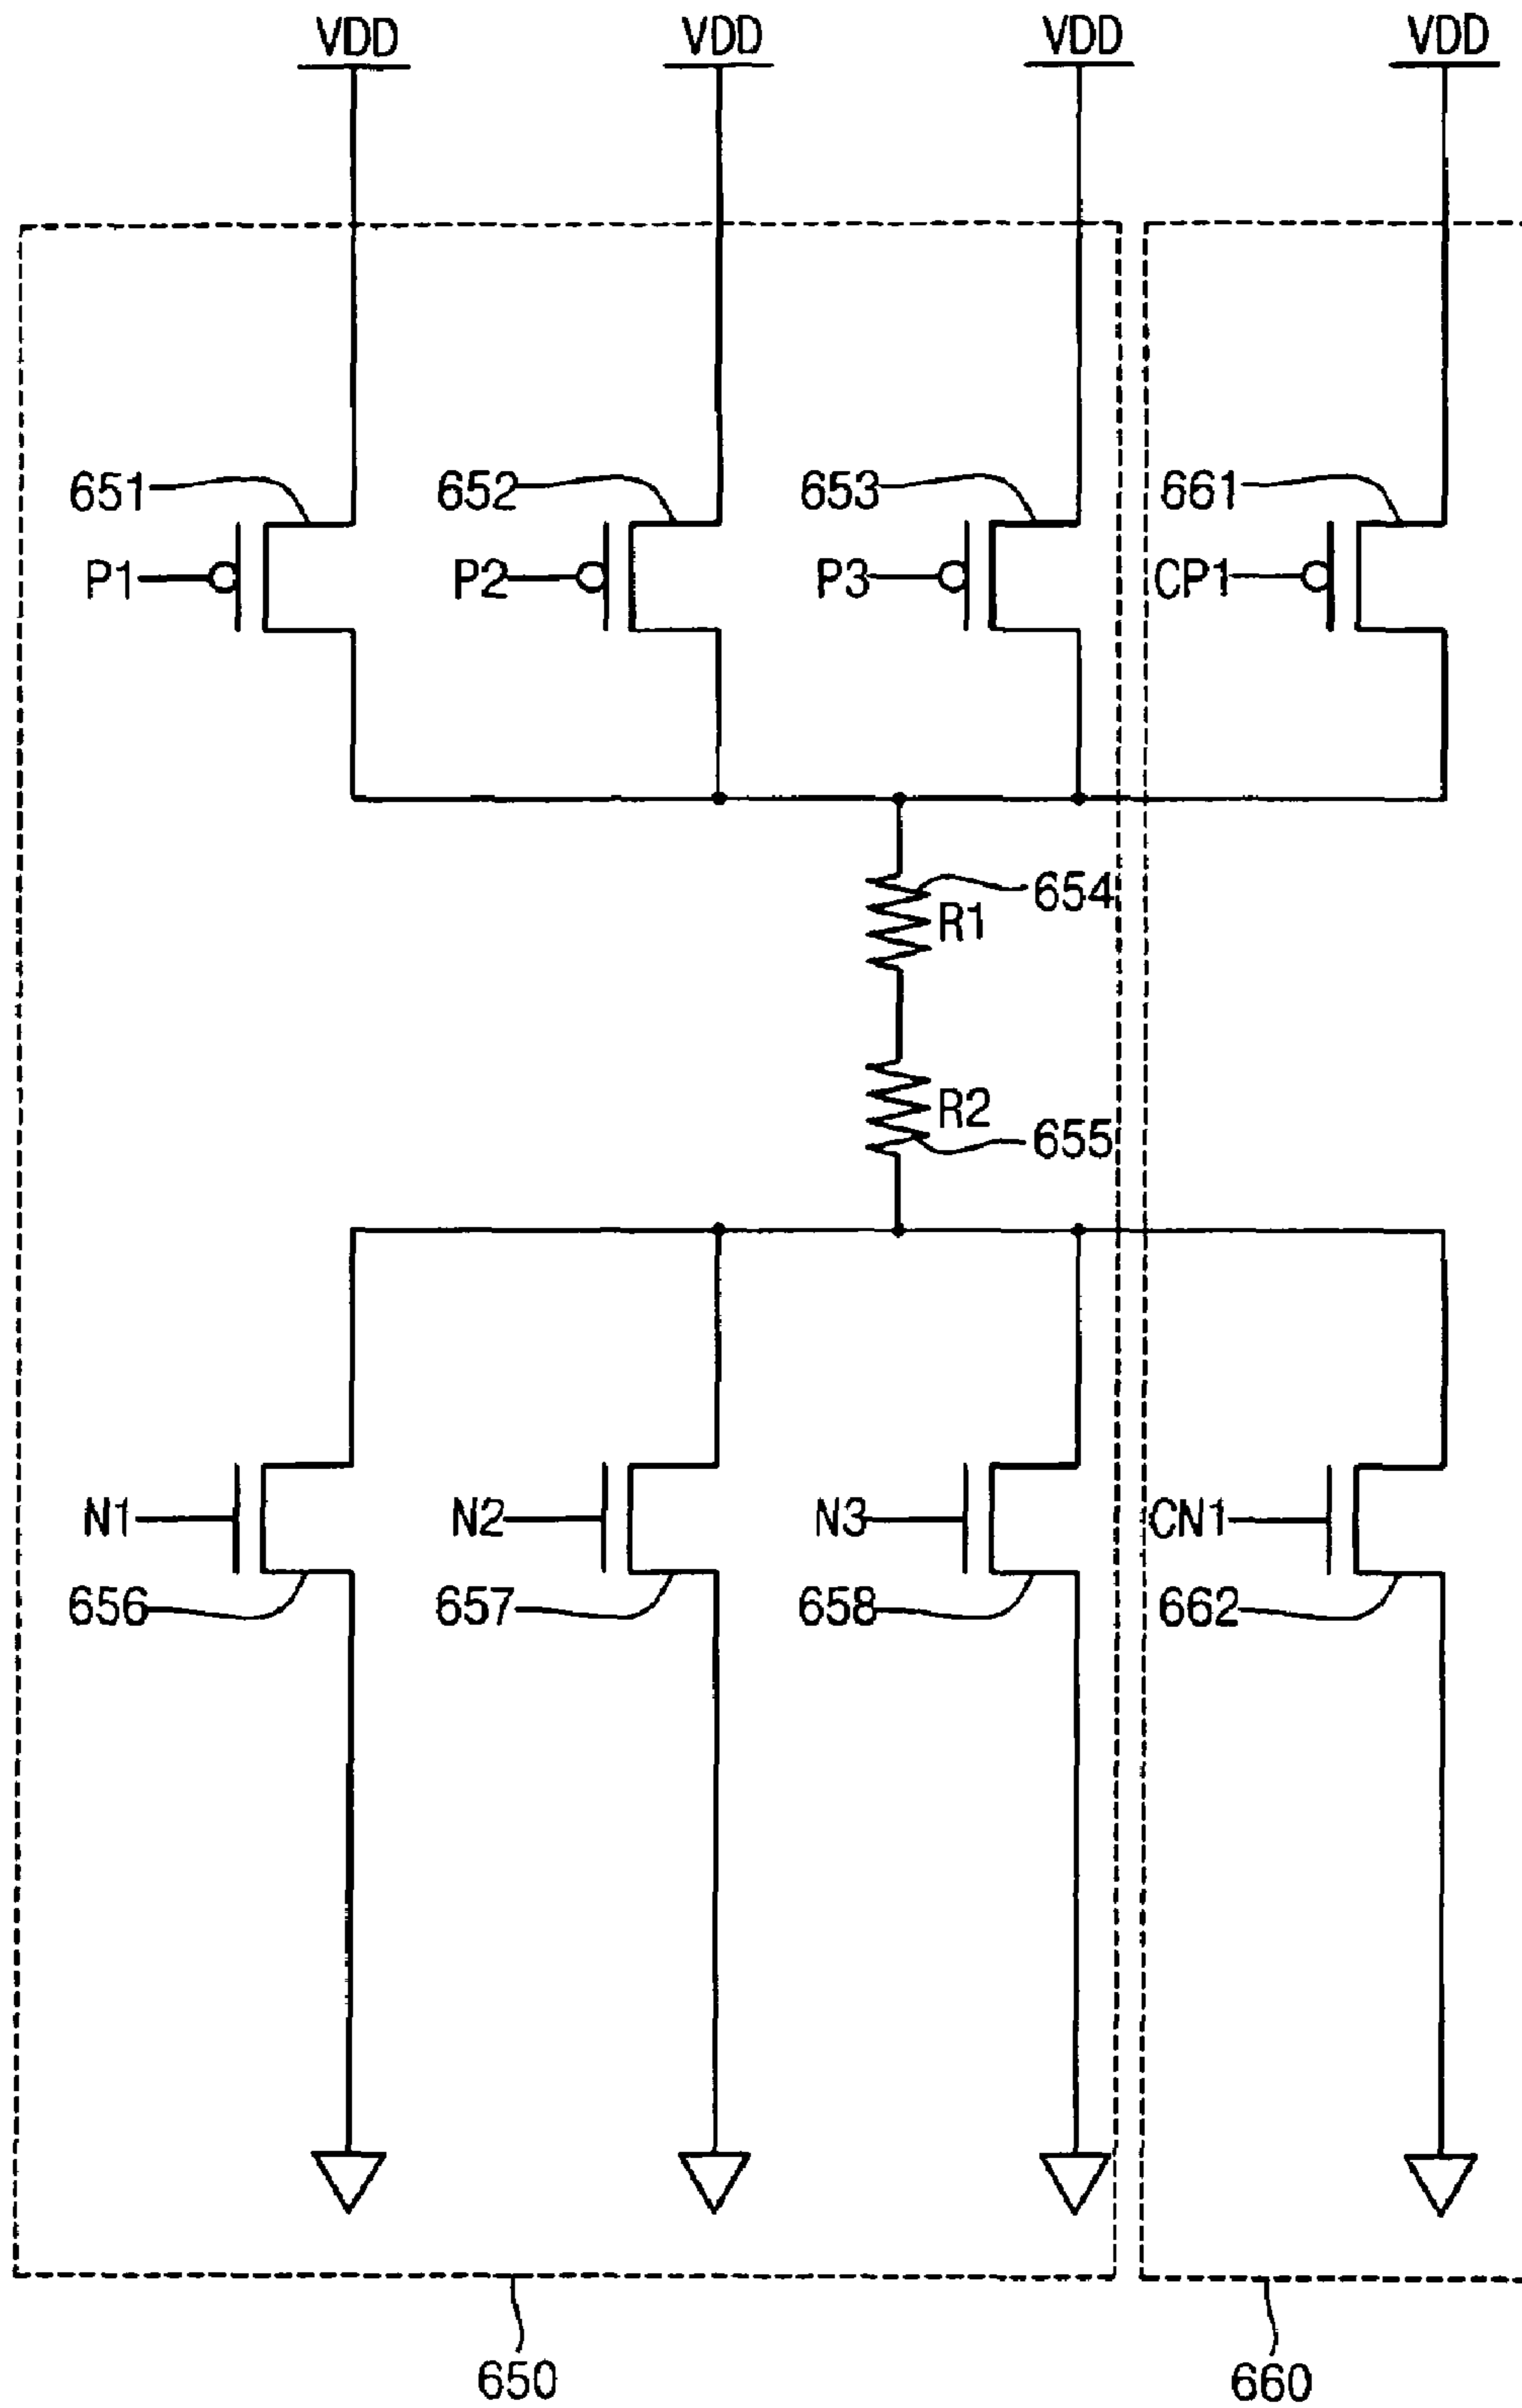 VDD VDD VDD VDD
651 652 653 661
P1 P2 P3 CP1
654
R1
R2
655
N1 N2 N3 CN1
656 657 658 662
650 660